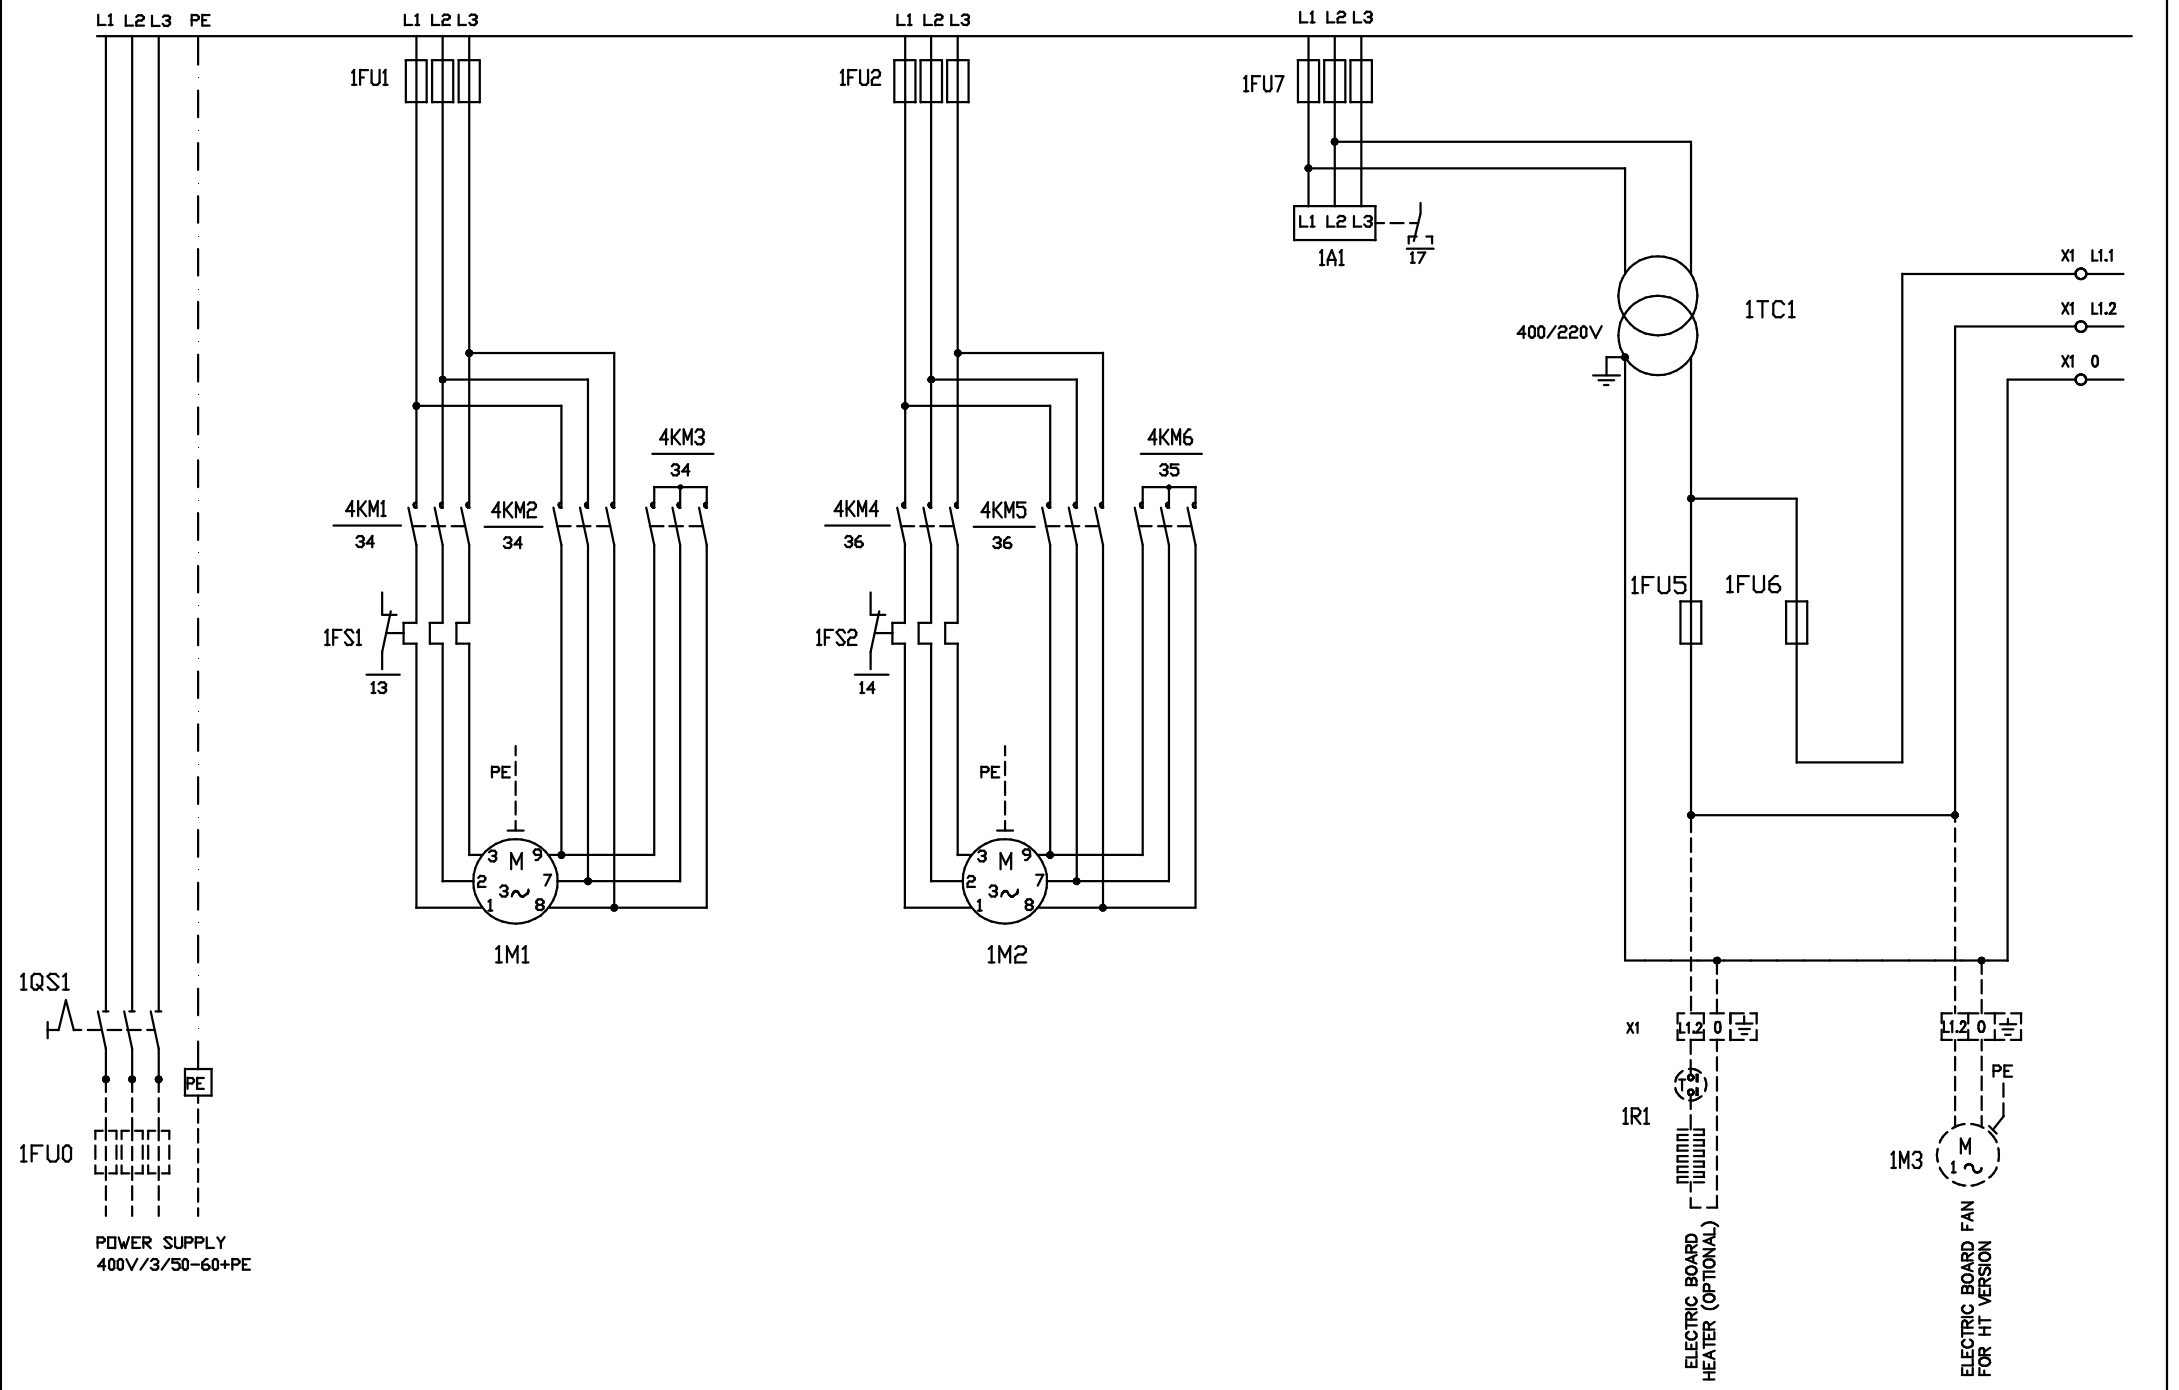 L1 L2 L3 PE
L1 L2 L3
L1 L2 L3
L1 L2 L3
1FU1
1FU2
1FU7
L1 L2 L3
1A1
17
X1 L1.1
X1 L1.2
X1 0
1TC1
400/220V
4KM3
34
4KM6
35
4KM1
34
4KM2
34
4KM4
36
4KM5
36
1FU5
1FU6
1FS1
13
1FS2
14
PE
PE
3 M 9
2 7
3~
1 8
3 M 9
2 7
3~
1 8
1M1
1M2
1QS1
X1
L1.2 0
L1.2 0
PE
T
PE
1R1
1FU0
M
1~
1M3
POWER SUPPLY
400V/3/50-60+PE
ELECTRIC BOARD
HEATER (OPTIONAL)
ELECTRIC BOARD FAN
FOR HT VERSION